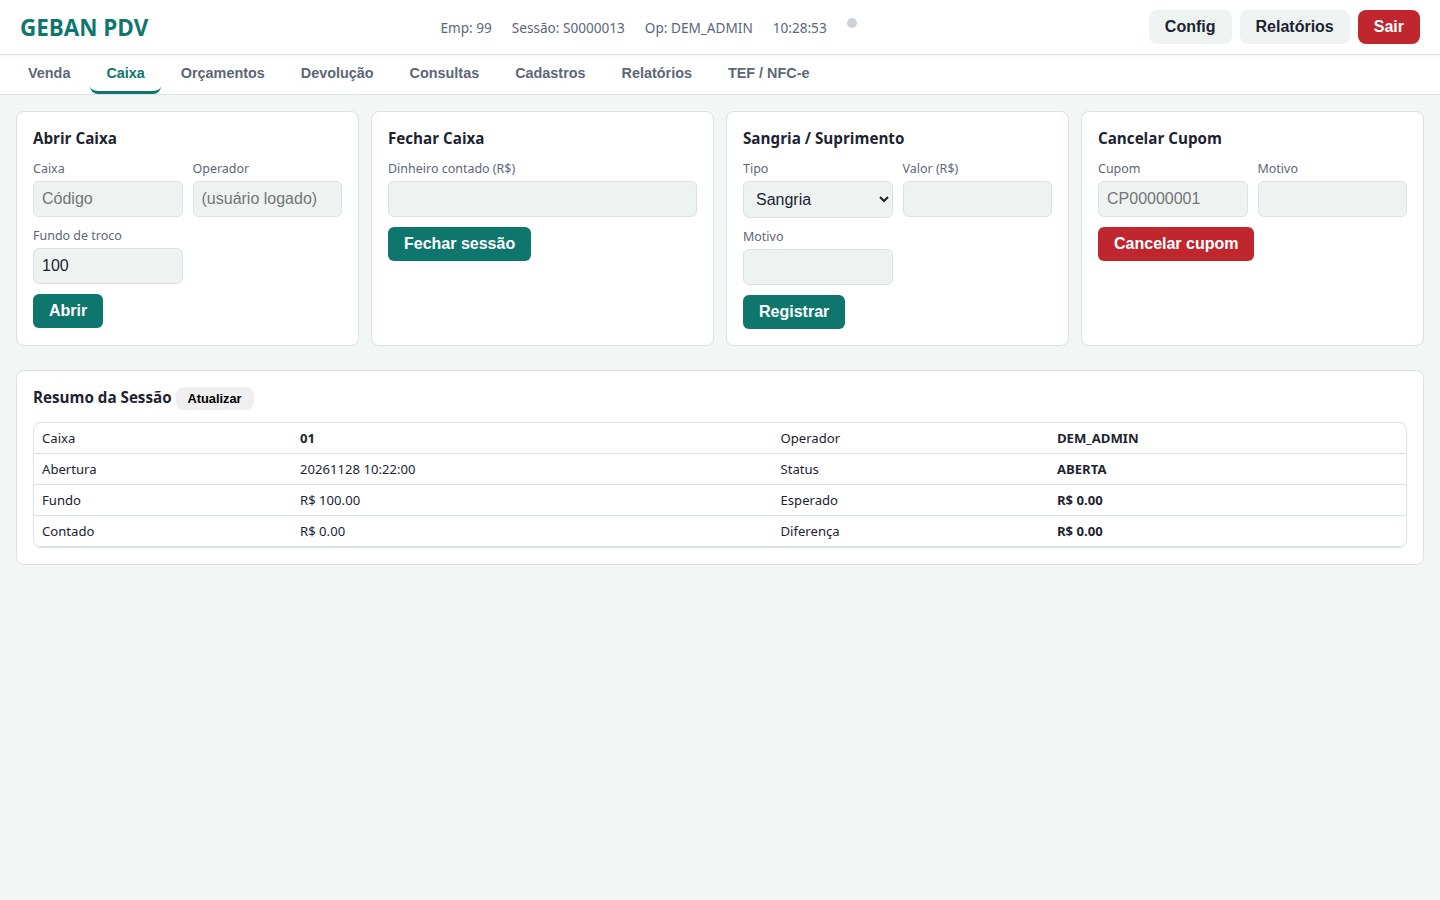 GEBAN PDV
Emp: 99 Sessão: S0000013 Op: DEM_ADMIN 10:28:53
Config Relatórios Sair
Venda Caixa Orçamentos Devolução Consultas Cadastros Relatórios TEF / NFC-e
Abrir Caixa
Caixa Operador
Código (usuário logado)
Fundo de troco
100
Abrir
Fechar Caixa
Dinheiro contado (R$)
Fechar sessão
Sangria / Suprimento
Tipo Valor (R$)
Sangria
Motivo
Registrar
Cancelar Cupom
Cupom Motivo
CP00000001
Cancelar cupom
Resumo da Sessão Atualizar
Caixa 01 Operador DEM_ADMIN
Abertura 20261128 10:22:00 Status ABERTA
Fundo R$ 100.00 Esperado R$ 0.00
Contado R$ 0.00 Diferença R$ 0.00